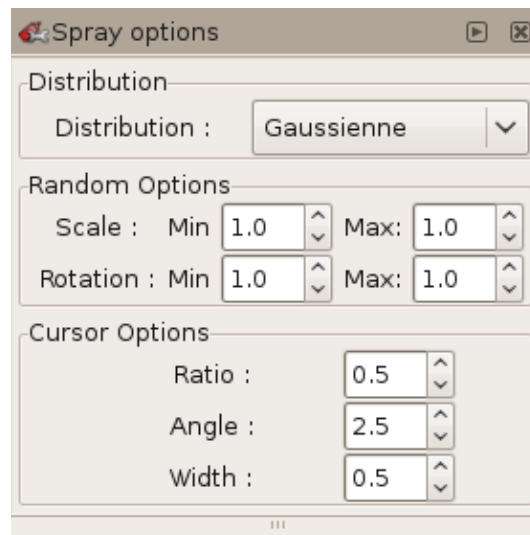 Spray options
Distribution
Distribution : Gaussienne
Random Options
Scale : Min 1.0 Max: 1.0
Rotation : Min 1.0 Max: 1.0
Cursor Options
Ratio : 0.5
Angle : 2.5
Width : 0.5